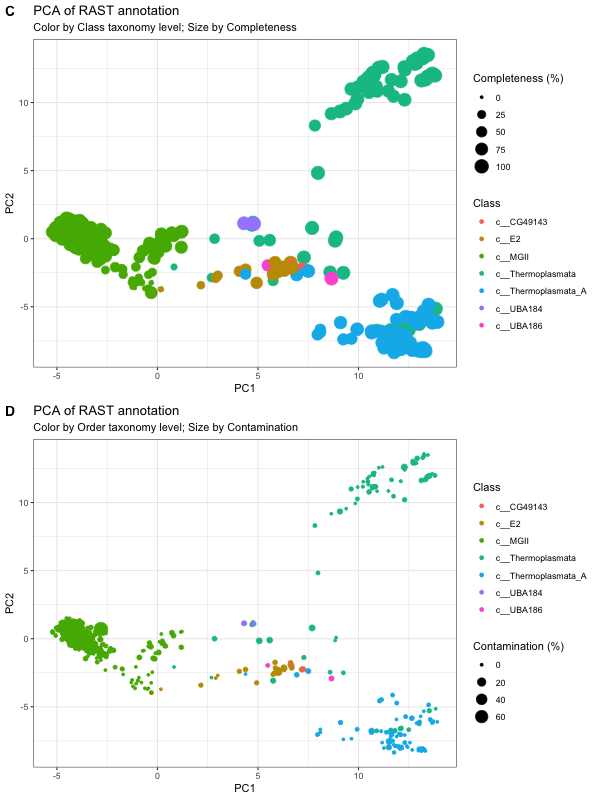 C
PCA of RAST annotation
Color by Class taxonomy level; Size by Completeness
10
5
0
-5
PC2
-5 0 5 10
PC1
Completeness (%)
0
25
50
75
100
Class
c__CG49143
c__E2
c__MGII
c__Thermoplasmata
c__Thermoplasmata_A
c__UBA184
c__UBA186
D
PCA of RAST annotation
Color by Order taxonomy level; Size by Contamination
10
5
0
-5
PC2
-5 0 5 10
PC1
Class
c__CG49143
c__E2
c__MGII
c__Thermoplasmata
c__Thermoplasmata_A
c__UBA184
c__UBA186
Contamination (%)
0
20
40
60